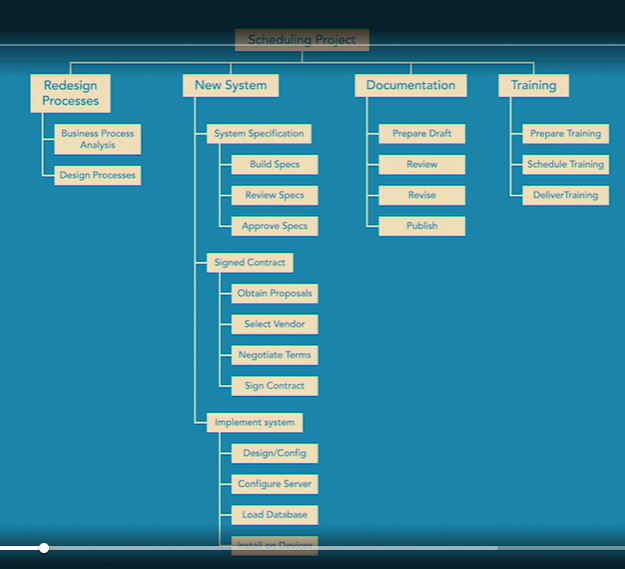 Scheduling Project
Redesign
Processes
Business Process
Analysis
Design Processes
New System
System Specification
Build Specs
Review Specs
Approve Specs
Signed Contract
Obtain Proposals
Select Vendor
Negotiate Terms
Sign Contract
Implement system
Design/Config
Configure Server
Load Database
Install on Devices
Documentation
Prepare Draft
Review
Revise
Publish
Training
Prepare Training
Schedule Training
DeliverTraining